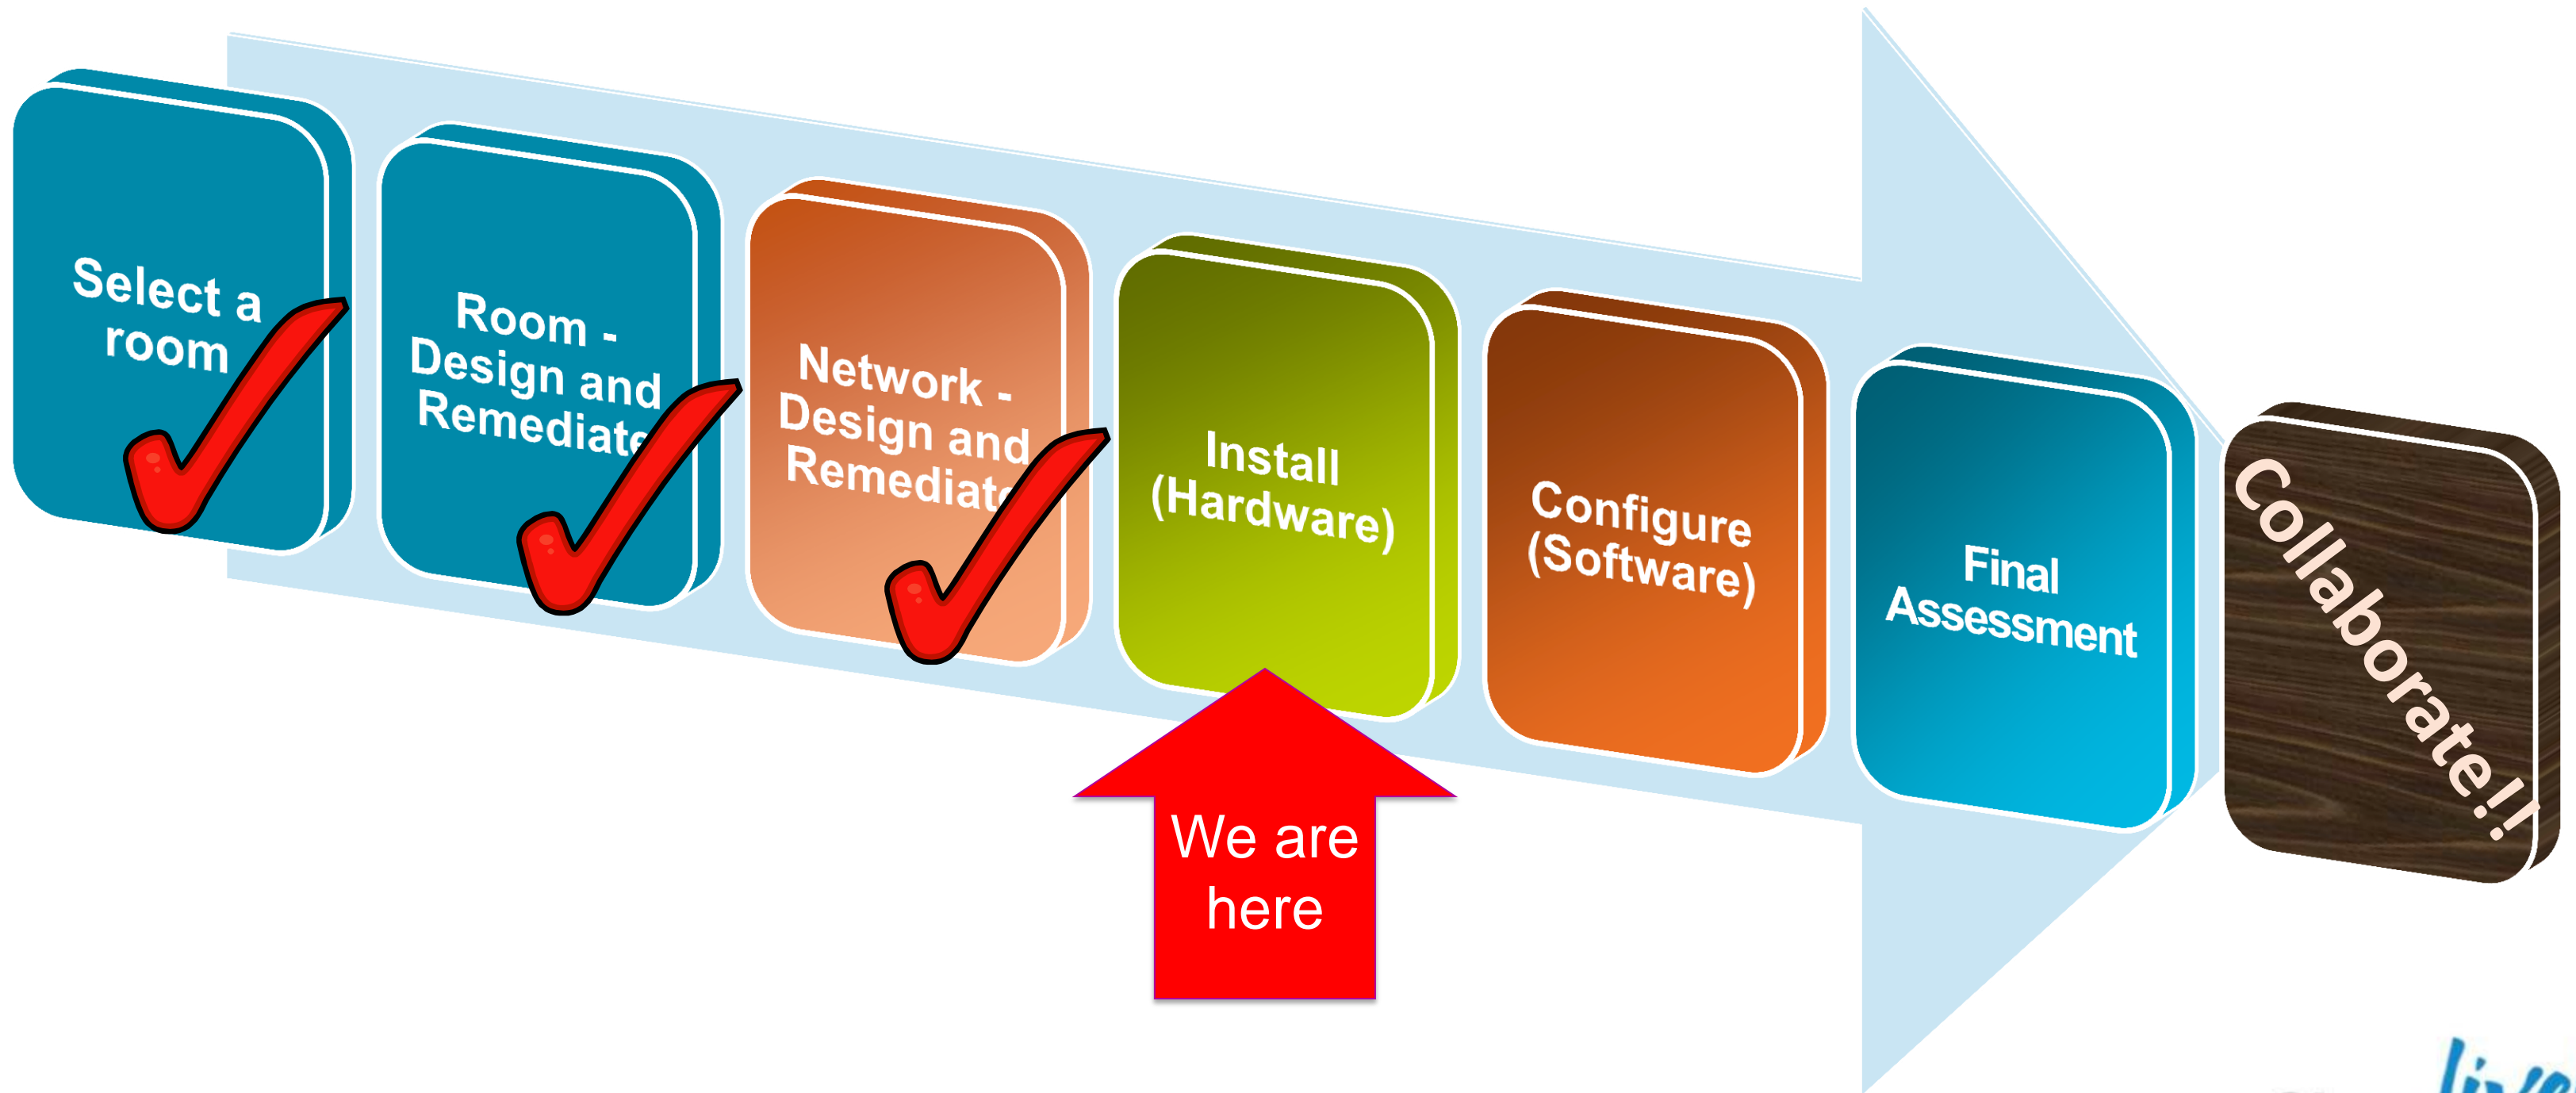 Select a
room
Room -
Design and
Remediate
Network -
Design and
Remediate
Install
(Hardware)
Configure
(Software)
Final
Assessment
Collaborate!!
We are
here